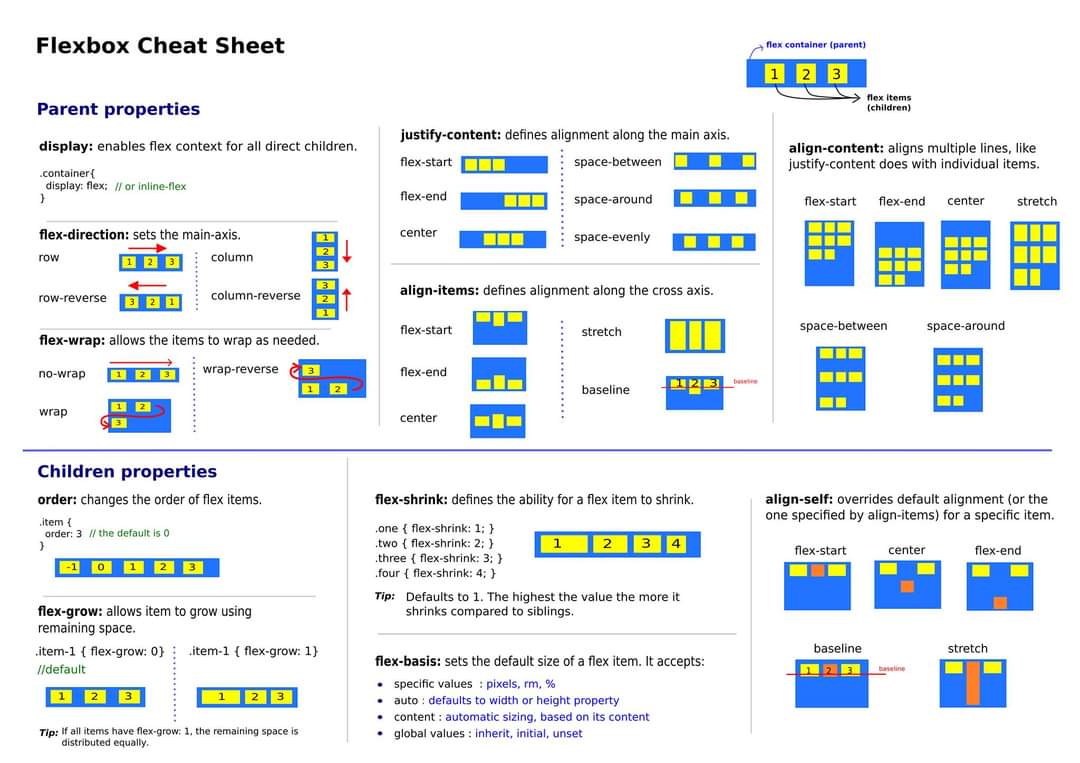 Flexbox Cheat Sheet
flex container (parent)
1 2 3
flex items
(children)
Parent properties
display: enables flex context for all direct children.
.container{
display: flex; // or inline-flex
}
flex-direction: sets the main-axis.
row
1 2 3
column
1
2
3
row-reverse
3 2 1
column-reverse
3
2
1
flex-wrap: allows the items to wrap as needed.
no-wrap
1 2 3
wrap-reverse
3
1 2
wrap
1 2
3
justify-content: defines alignment along the main axis.
flex-start
space-between
flex-end
space-around
center
space-evenly
align-items: defines alignment along the cross axis.
flex-start
stretch
flex-end
baseline
1 2 3
baseline
center
align-content: aligns multiple lines, like
justify-content does with individual items.
flex-start flex-end center stretch
space-between space-around
Children properties
order: changes the order of flex items.
.item {
order: 3 // the default is 0
}
-1 0 1 2 3
flex-grow: allows item to grow using
remaining space.
.item-1 { flex-grow: 0}
//default
1 2 3
.item-1 { flex-grow: 1}
1 2 3
Tip: If all items have flex-grow: 1, the remaining space is
distributed equally.
flex-shrink: defines the ability for a flex item to shrink.
.one { flex-shrink: 1; }
.two { flex-shrink: 2; }
.three { flex-shrink: 3; }
.four { flex-shrink: 4; }
1 2 3 4
Tip: Defaults to 1. The highest the value the more it
shrinks compared to siblings.
flex-basis: sets the default size of a flex item. It accepts:
• specific values : pixels, rm, %
• auto : defaults to width or height property
• content : automatic sizing, based on its content
• global values : inherit, initial, unset
align-self: overrides default alignment (or the
one specified by align-items) for a specific item.
flex-start center flex-end
baseline
1 2 3
baseline
stretch